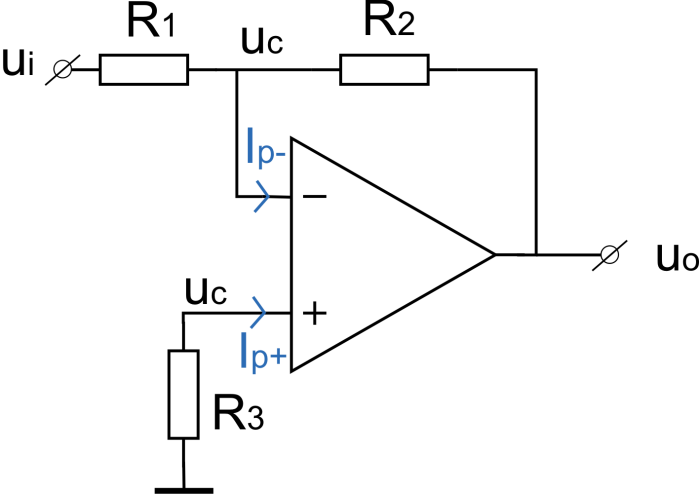 R1
R2
ui
uc
Ip-
−
uo
uc
+
Ip+
R3